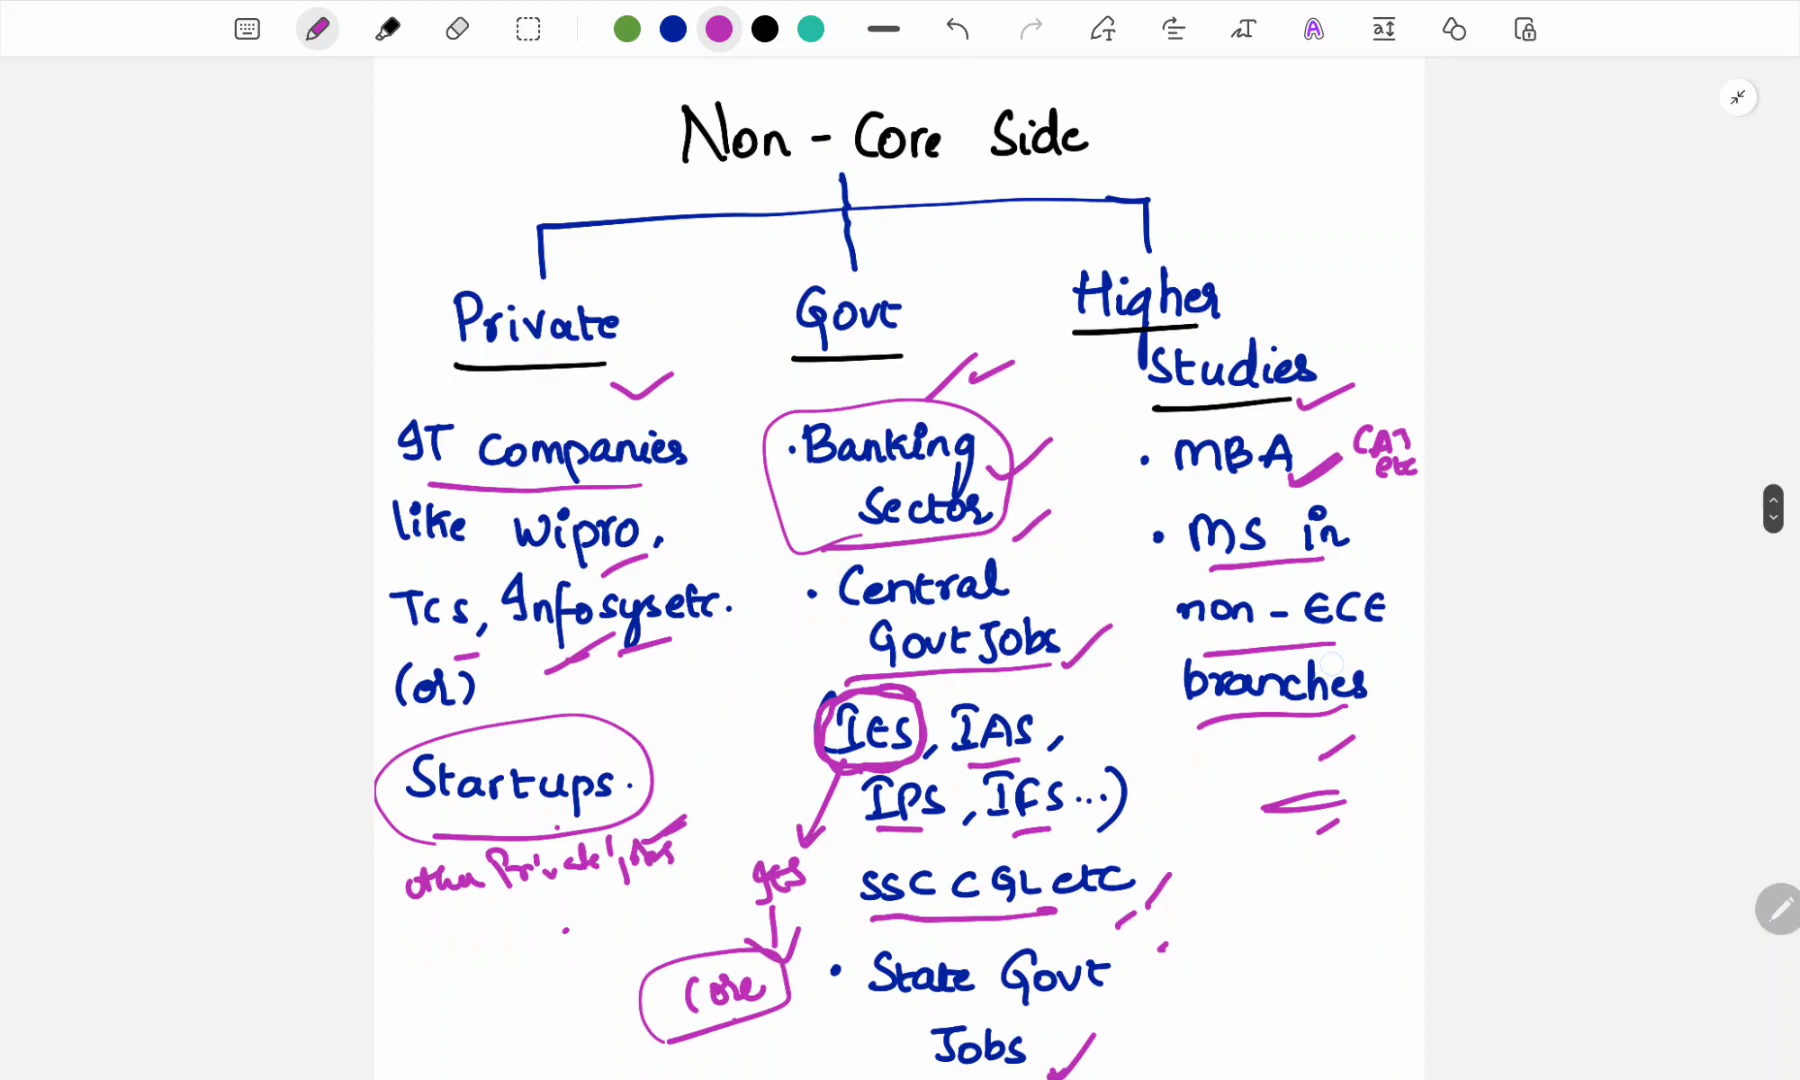 Non - Core Side
Private
IT Companies
like Wipro,
TCS, Infosys etc.
(or)
Startups.
other Private jobs
Govt
• Banking
Sector
• Central
Govt Jobs
(IES, IAS,
IPS, IFS...)
SSC CGL etc
Core
• State Govt
Jobs
Higher
Studies
• MBA
CAT
etc
• MS in
non - ECE
branches